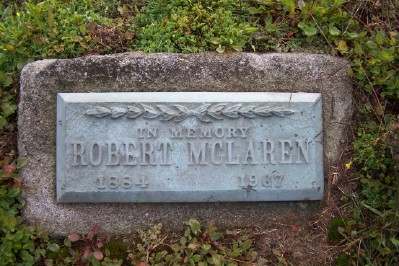 IN MEMORY
ROBERT MCLAREN
1884 1967